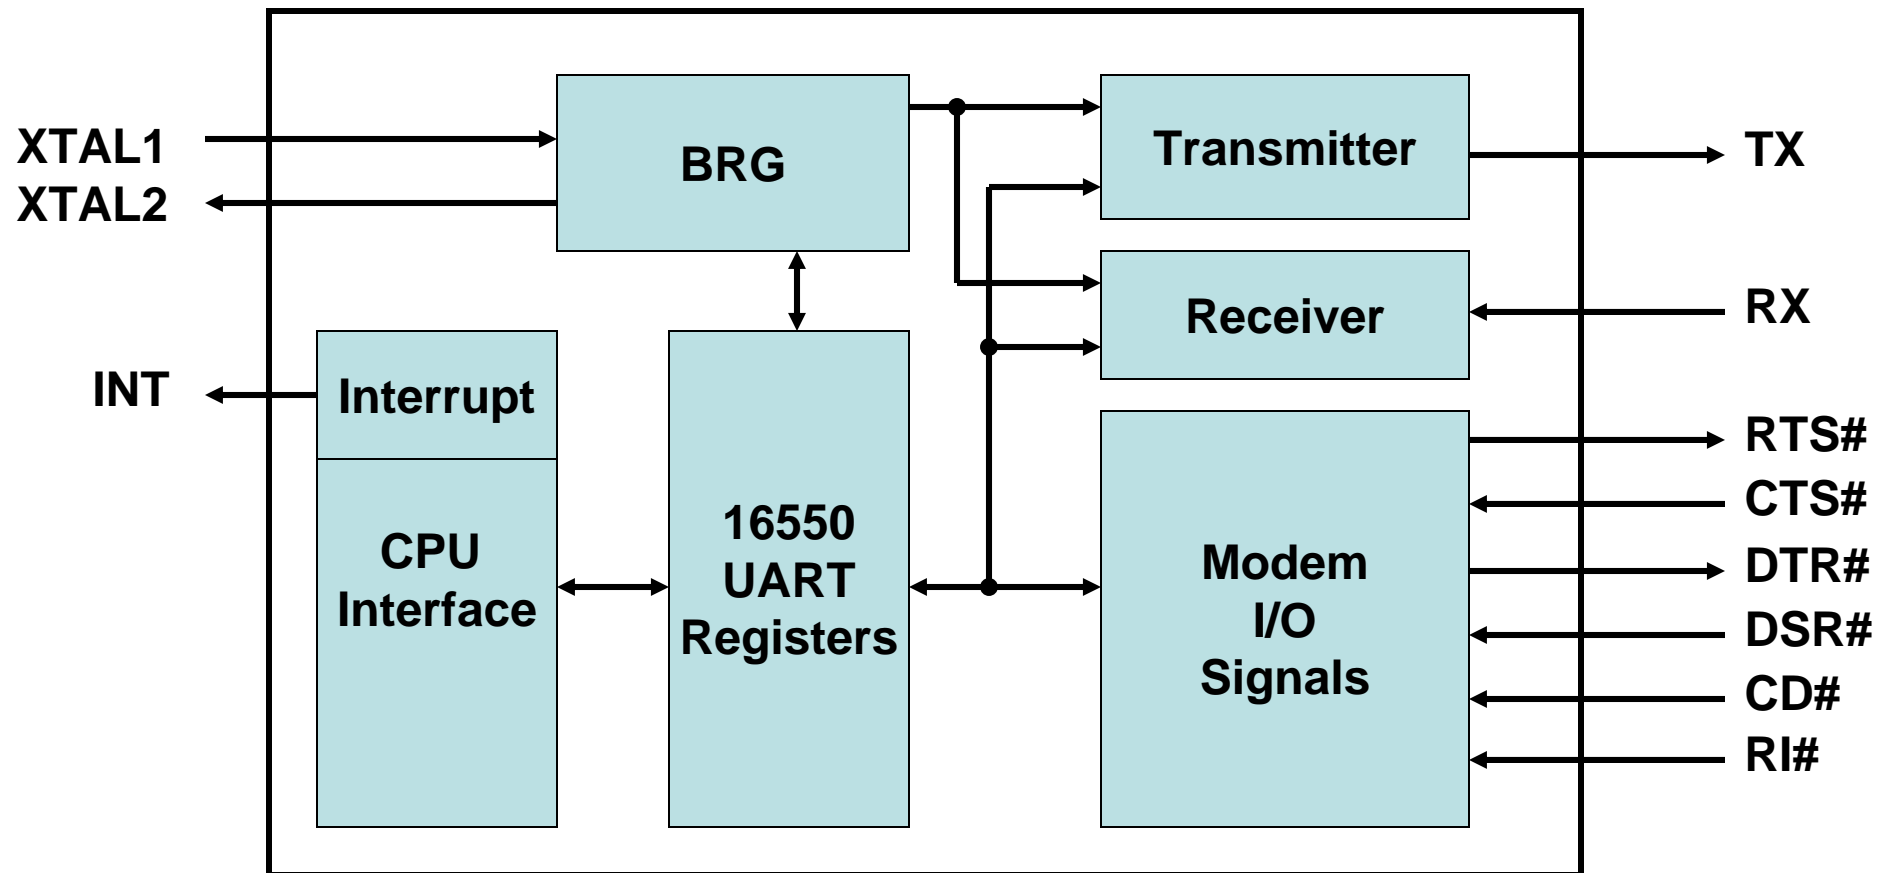 XTAL1
XTAL2
INT
BRG
Interrupt
CPU
Interface
16550
UART
Registers
Transmitter
Receiver
Modem
I/O
Signals
TX
RX
RTS#
CTS#
DTR#
DSR#
CD#
RI#